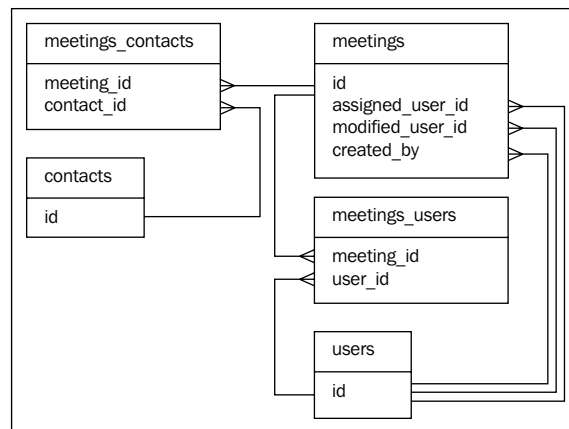 meetings_contacts
meeting_id
contact_id
contacts
id
meetings
id
assigned_user_id
modified_user_id
created_by
meetings_users
meeting_id
user_id
users
id